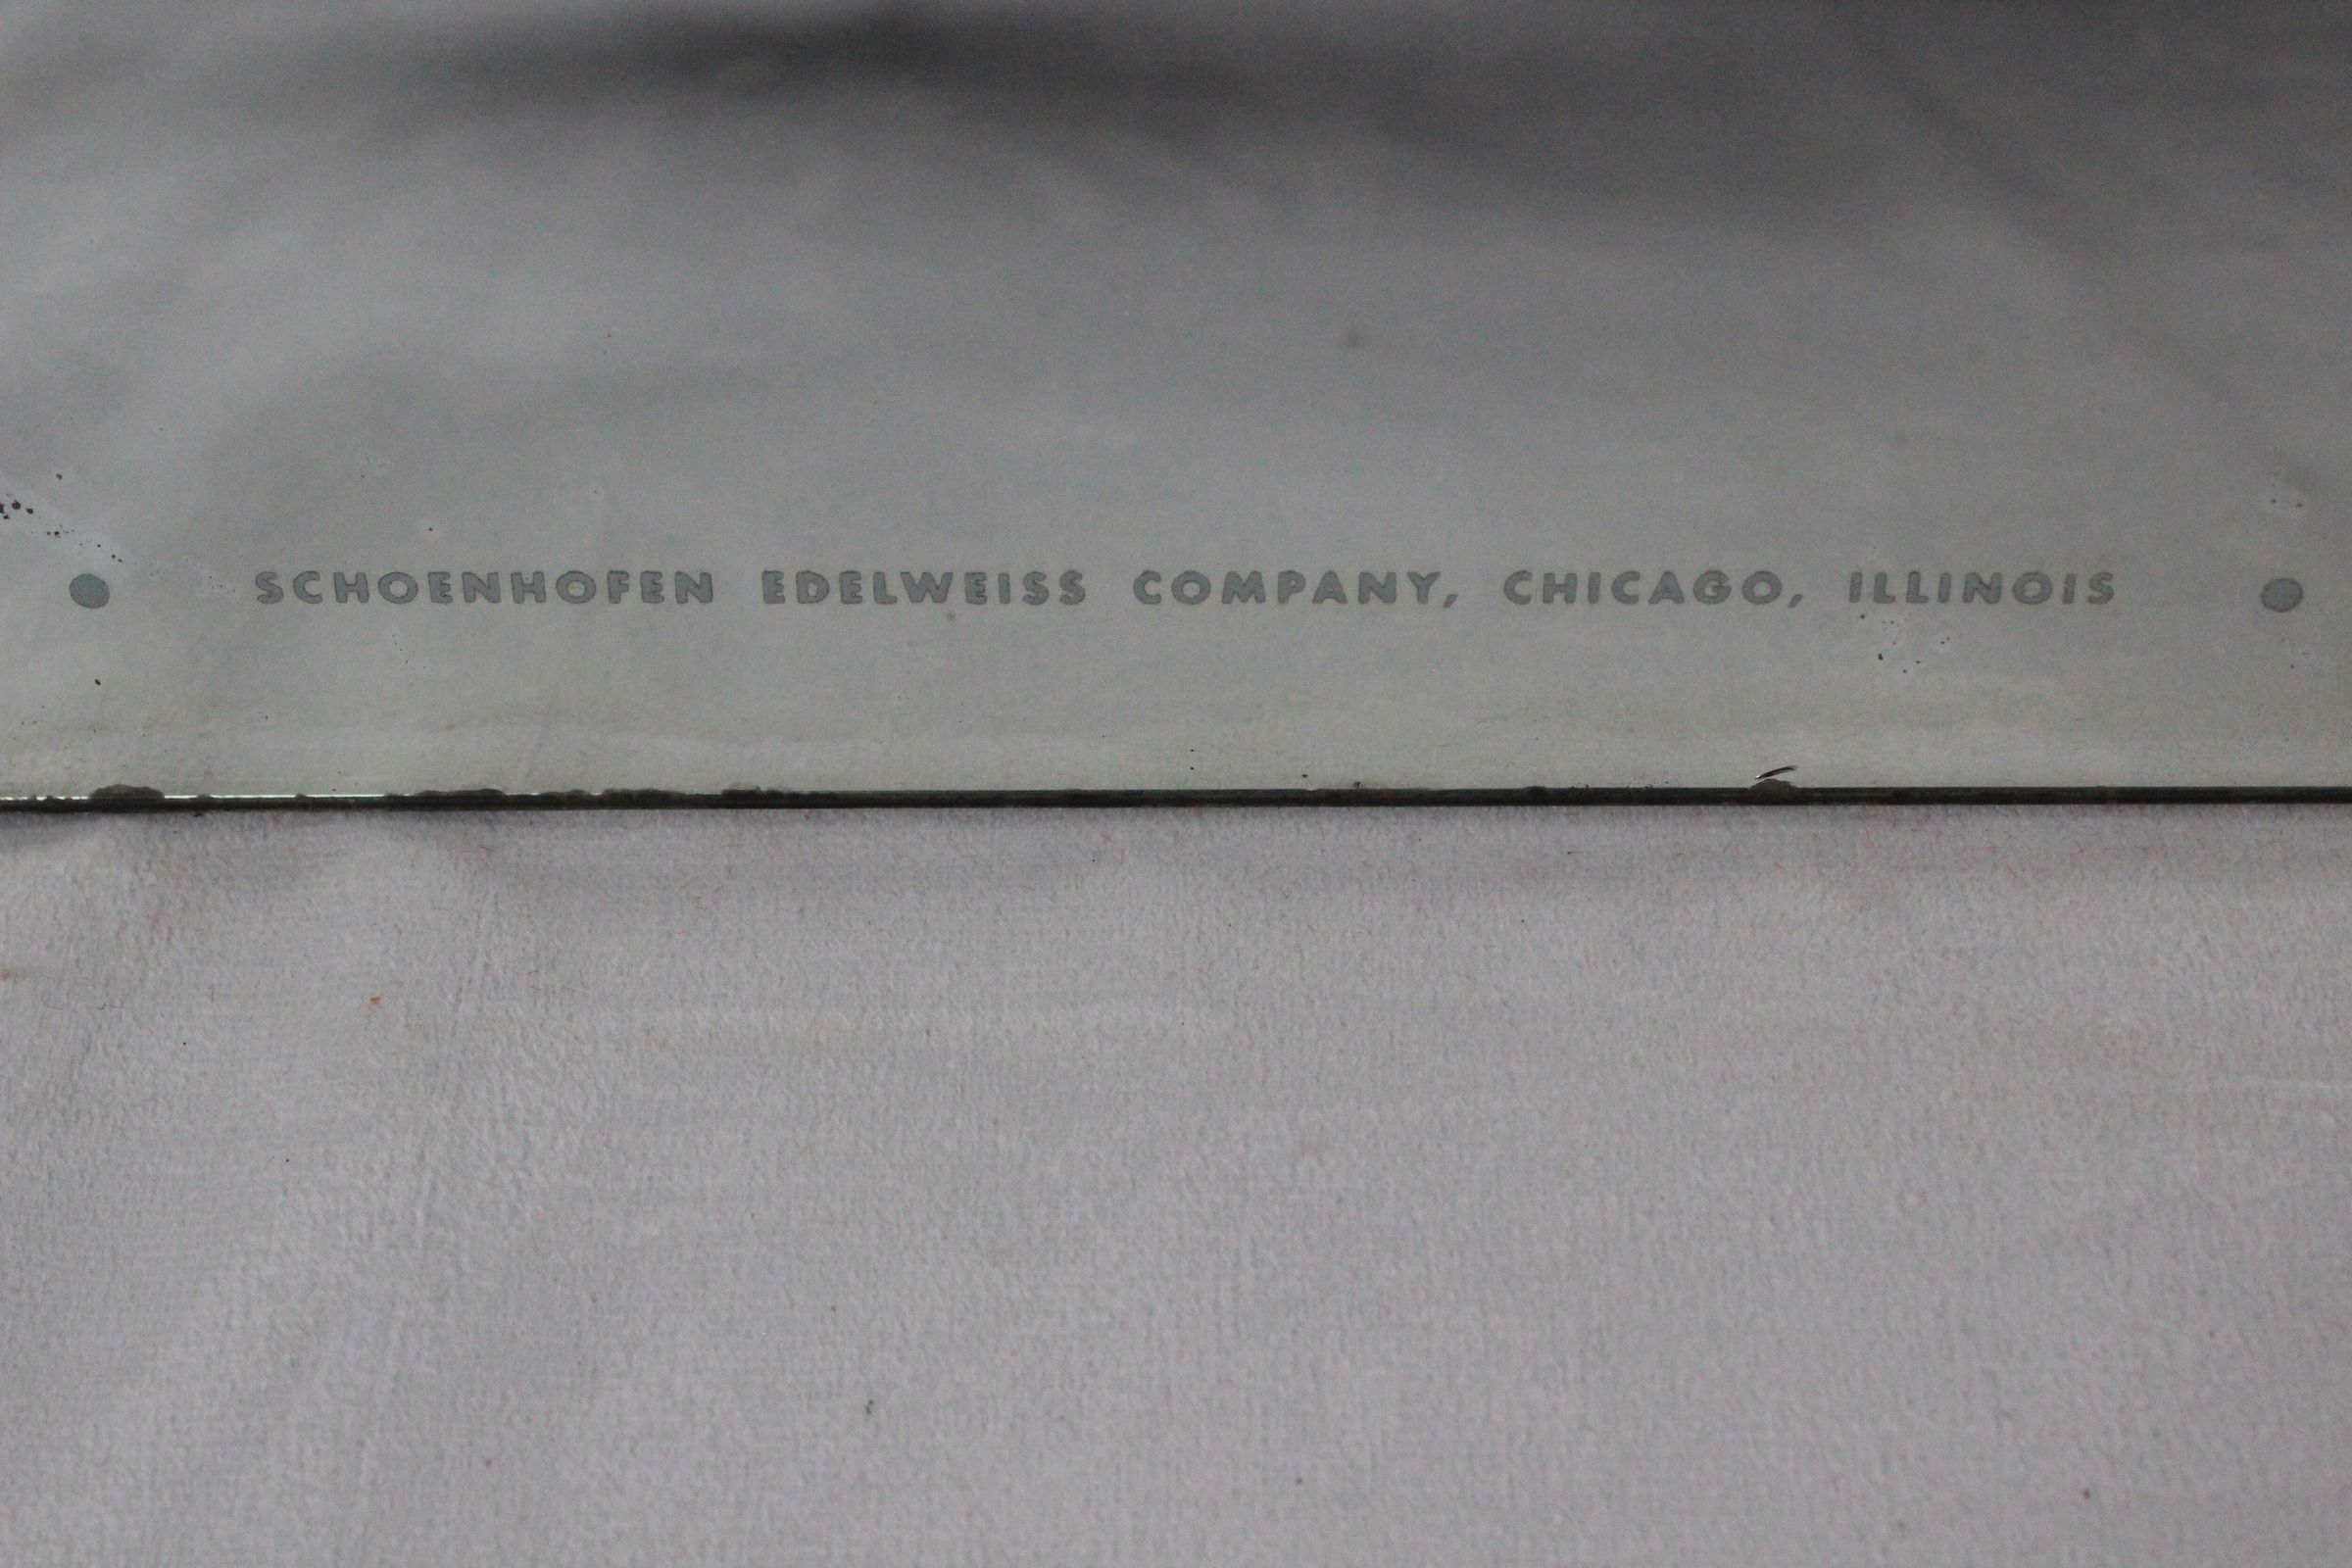 SCHOENHOFEN EDELWEISS COMPANY, CHICAGO, ILLINOIS